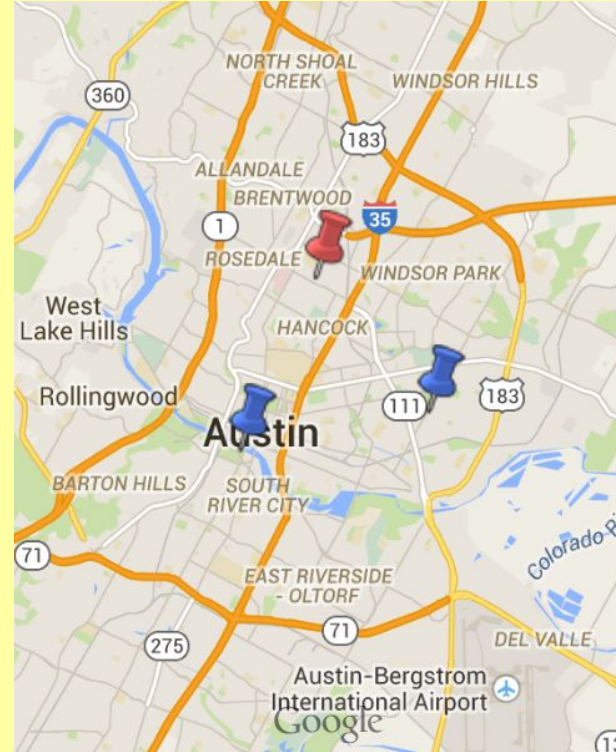 NORTH SHOAL
CREEK
WINDSOR HILLS
360
183
ALLANDALE
BRENTWOOD
1
35
ROSEDALE
WINDSOR PARK
West
Lake Hills
HANCOCK
Rollingwood
111
183
Austin
BARTON HILLS
SOUTH
RIVER CITY
71
Colorado
EAST RIVERSIDE
- OLTORF
71
275
DEL VALLE
Austin-Bergstrom
International Airport
Google